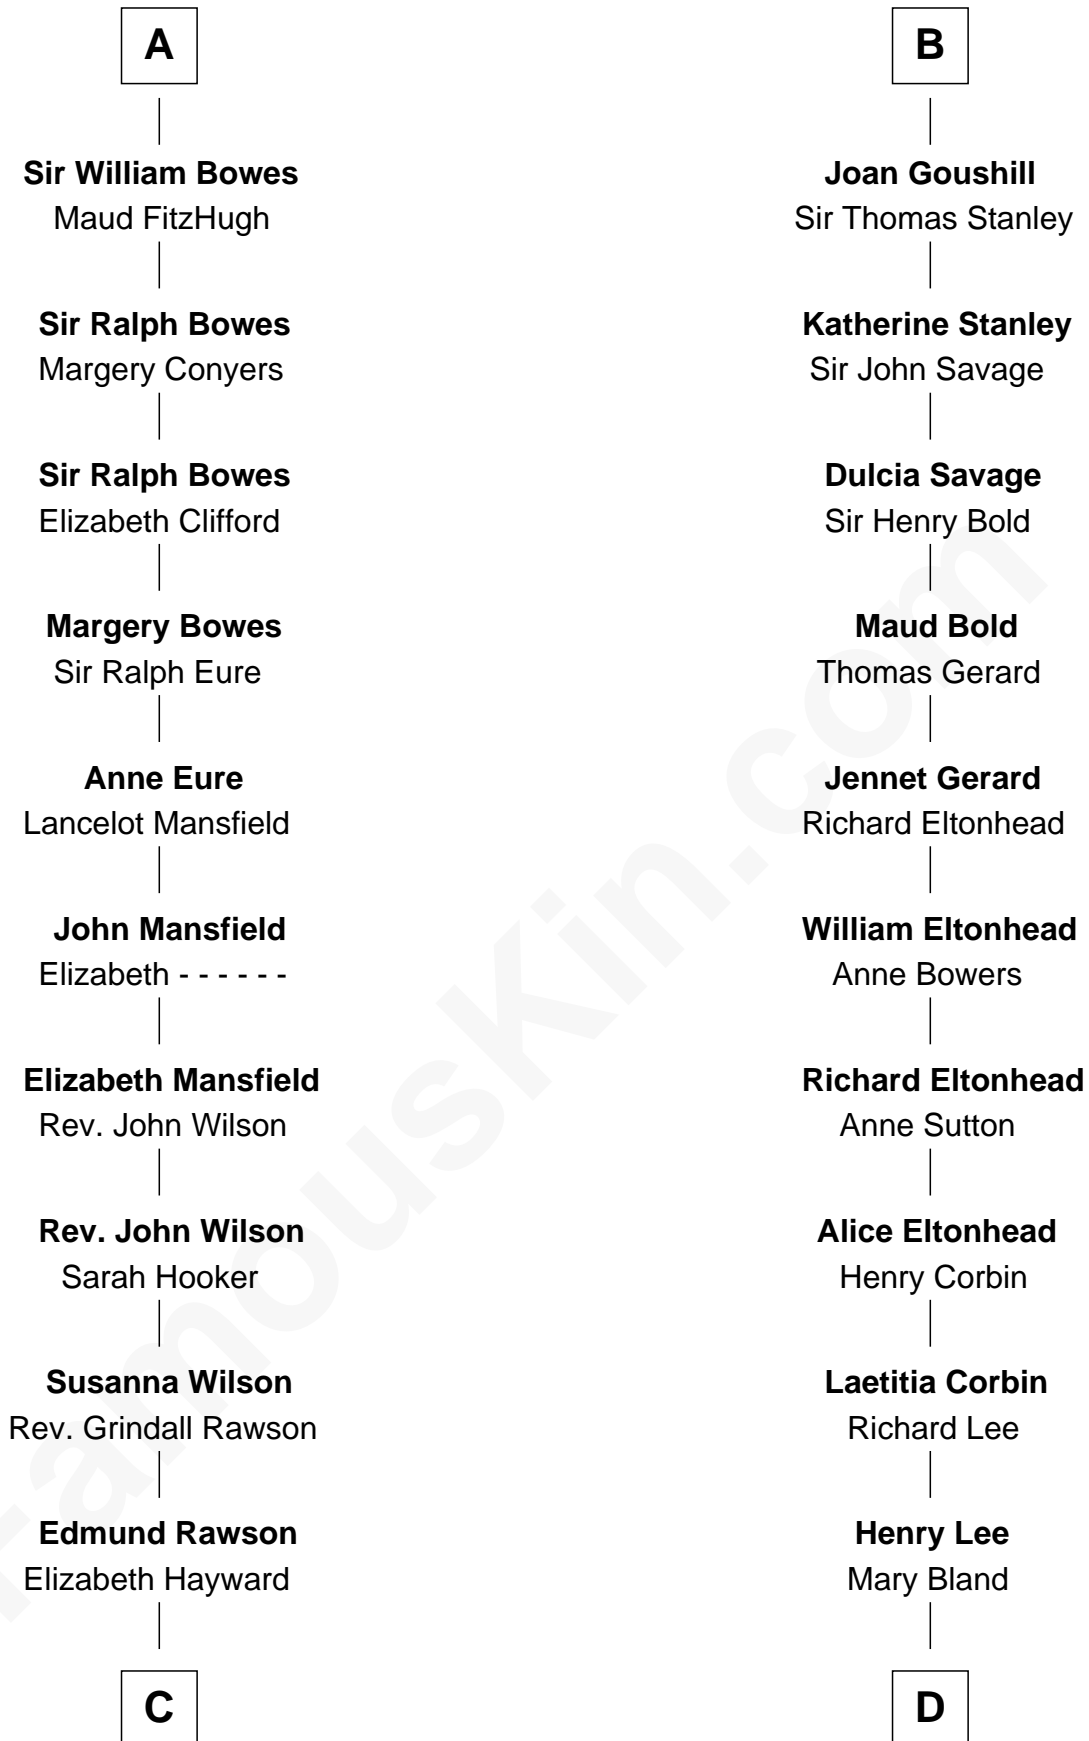 A
Sir William Bowes
Maud FitzHugh
Sir Ralph Bowes
Margery Conyers
Sir Ralph Bowes
Elizabeth Clifford
Margery Bowes
Sir Ralph Eure
Anne Eure
Lancelot Mansfield
John Mansfield
Elizabeth - - - - - -
Elizabeth Mansfield
Rev. John Wilson
Rev. John Wilson
Sarah Hooker
Susanna Wilson
Rev. Grindall Rawson
Edmund Rawson
Elizabeth Hayward
C
B
Joan Goushill
Sir Thomas Stanley
Katherine Stanley
Sir John Savage
Dulcia Savage
Sir Henry Bold
Maud Bold
Thomas Gerard
Jennet Gerard
Richard Eltonhead
William Eltonhead
Anne Bowers
Richard Eltonhead
Anne Sutton
Alice Eltonhead
Henry Corbin
Laetitia Corbin
Richard Lee
Henry Lee
Mary Bland
D
FamousKin.com